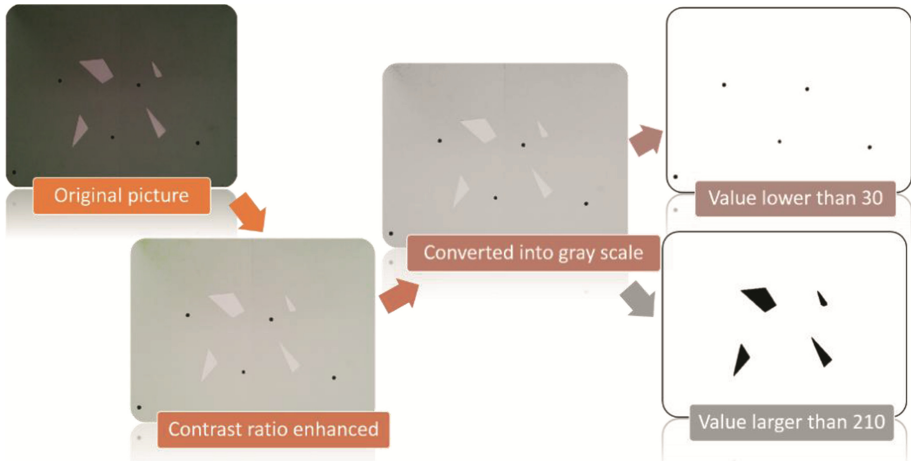 Original picture
Contrast ratio enhanced
Converted into gray scale
Value lower than 30
Value larger than 210